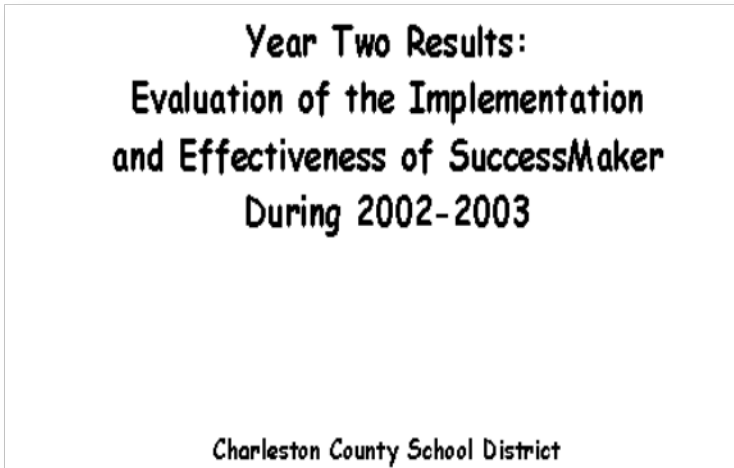 Year Two Results:
Evaluation of the Implementation
and Effectiveness of SuccessMaker
During 2002-2003
Charleston County School District